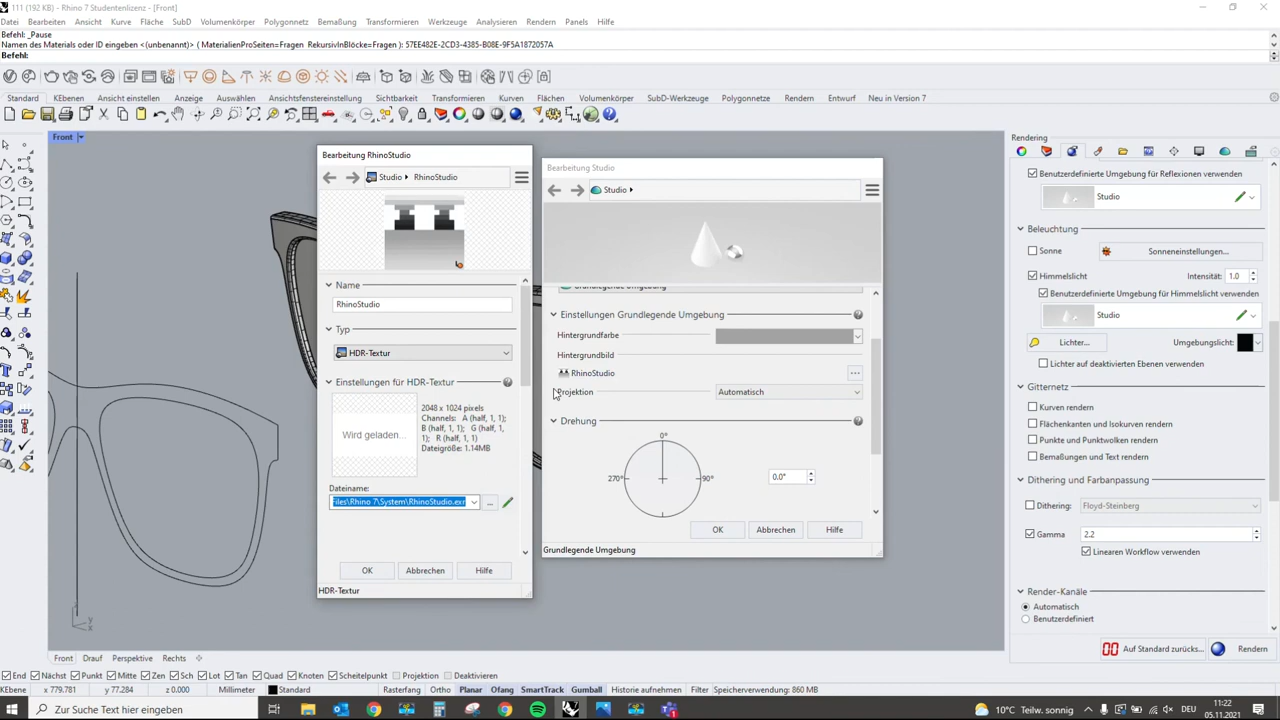 111 (192 KB) - Rhino 7 Studentenlizenz - [Front]
Datei Bearbeiten Ansicht Kurve Fläche SubD Volumenkörper Polygonnetz Bemaßung Transformieren Werkzeuge Analysieren Rendern Panels Hilfe
Befehl: _Pause
Namen des Materials oder ID eingeben <(unbenannt)> ( MaterialienProSeiten=Fragen RekursivInBlöcke=Fragen ): 57EE482E-2CD3-4385-B08E-9F5A1872057A
Befehl:
Standard KEbenen Ansicht einstellen Anzeige Auswählen Ansichtsfenstereinstellung Sichtbarkeit Transformieren Kurven Flächen Volumenkörper SubD-Werkzeuge Polygonnetze Rendern Entwurf Neu in Version 7
Front
Bearbeitung RhinoStudio
Studio RhinoStudio
Name
RhinoStudio
Typ
HDR-Textur
Einstellungen für HDR-Textur
Wird geladen...
2048 x 1024 pixels
Channels: A (half, 1, 1);
B (half, 1, 1); G (half,
1, 1); R (half, 1, 1)
Dateigröße: 1.14MB
Dateiname:
Files\Rhino 7\System\RhinoStudio.exr
...
OK Abbrechen Hilfe
HDR-Textur
Bearbeitung Studio
Studio
Grundlegende Umgebung
Einstellungen Grundlegende Umgebung
Hintergrundfarbe
Hintergrundbild
RhinoStudio ...
Projektion Automatisch
Drehung
0°
270° 90°
0.0°
OK Abbrechen Hilfe
Grundlegende Umgebung
Rendering
Benutzerdefinierte Umgebung für Reflexionen verwenden
Studio
Beleuchtung
Sonne Sonneneinstellungen...
Himmelslicht Intensität: 1.0
Benutzerdefinierte Umgebung für Himmelslicht verwenden
Studio
Lichter... Umgebungslicht:
Lichter auf deaktivierten Ebenen verwenden
Gitternetz
Kurven rendern
Flächenkanten und Isokurven rendern
Punkte und Punktwolken rendern
Bemaßungen und Text rendern
Dithering und Farbanpassung
Dithering: Floyd-Steinberg
Gamma 2.2
Linearen Workflow verwenden
Render-Kanäle
Automatisch
Benutzerdefiniert
Auf Standard zurücks... Rendern
y
x
Front Drauf Perspektive Rechts
End Nächst Punkt Mitte Zen Sch Lot Tan Quad Knoten Scheitelpunkt Projektion Deaktivieren
KEbene x 779.781 y 77.284 z 0.000 Millimeter Standard Rasterfang Ortho Planar Ofang SmartTrack Gumball Historie aufnehmen Filter Speicherverwendung: 860 MB
Zur Suche Text hier eingeben
10°C Teilw. sonnig DEU 11:22
05.11.2021